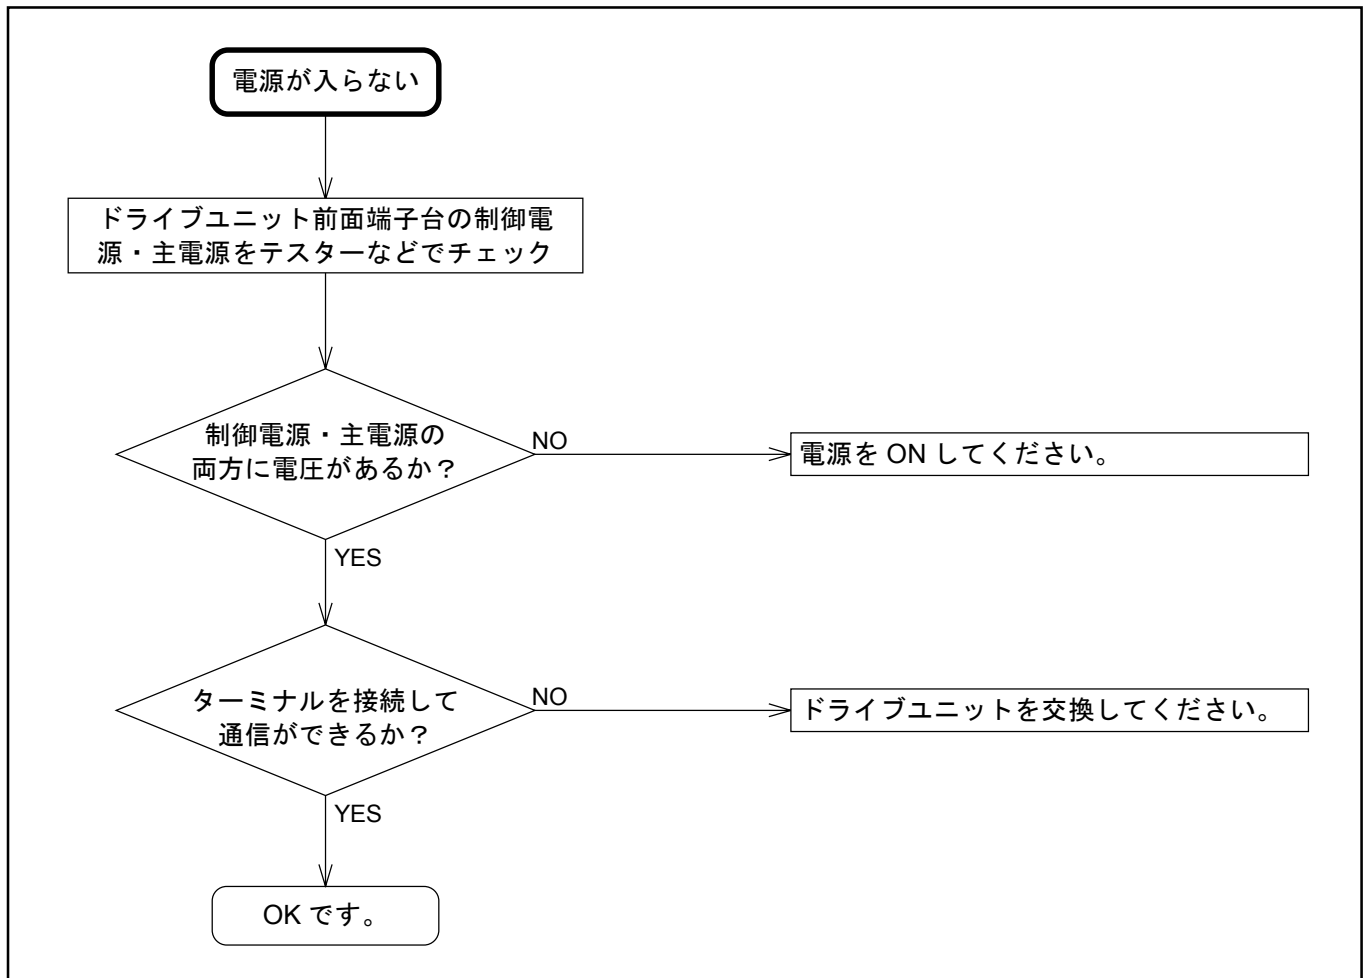 電源が入らない
ドライブユニット前面端子台の制御電
源・主電源をテスターなどでチェック
制御電源・主電源の
両方に電圧があるか？
NO
電源を ON してください。
YES
ターミナルを接続して
通信ができるか？
NO
ドライブユニットを交換してください。
YES
OK です。